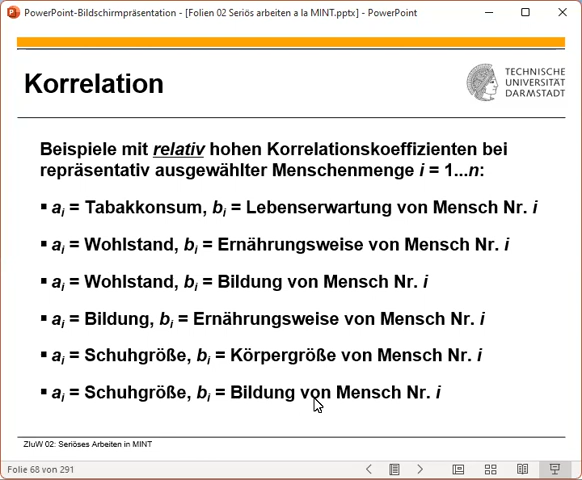 PowerPoint-Bildschirmpräsentation - [Folien 02 Seriös arbeiten a la MINT.pptx] - PowerPoint
Korrelation
TECHNISCHE
UNIVERSITÄT
DARMSTADT
Beispiele mit relativ hohen Korrelationskoeffizienten bei
repräsentativ ausgewählter Menschenmenge i = 1...n:
▪ ai = Tabakkonsum, bi = Lebenserwartung von Mensch Nr. i
▪ ai = Wohlstand, bi = Ernährungsweise von Mensch Nr. i
▪ ai = Wohlstand, bi = Bildung von Mensch Nr. i
▪ ai = Bildung, bi = Ernährungsweise von Mensch Nr. i
▪ ai = Schuhgröße, bi = Körpergröße von Mensch Nr. i
▪ ai = Schuhgröße, bi = Bildung von Mensch Nr. i
ZIuW 02: Seriöses Arbeiten in MINT
Folie 68 von 291